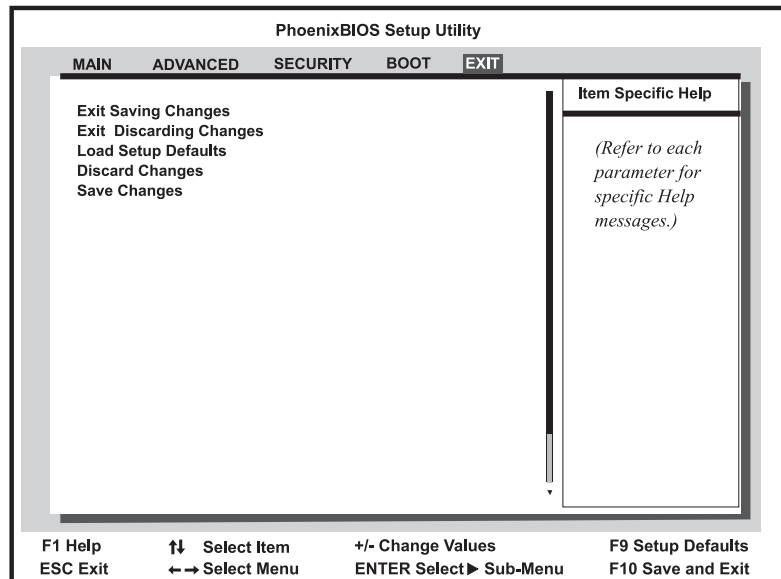 PhoenixBIOS Setup Utility
MAIN ADVANCED SECURITY BOOT EXIT
Exit Saving Changes
Exit Discarding Changes
Load Setup Defaults
Discard Changes
Save Changes
Item Specific Help
(Refer to each
parameter for
specific Help
messages.)
F1 Help ↑↓ Select Item +/- Change Values F9 Setup Defaults
ESC Exit ←→ Select Menu ENTER Select ▶ Sub-Menu F10 Save and Exit